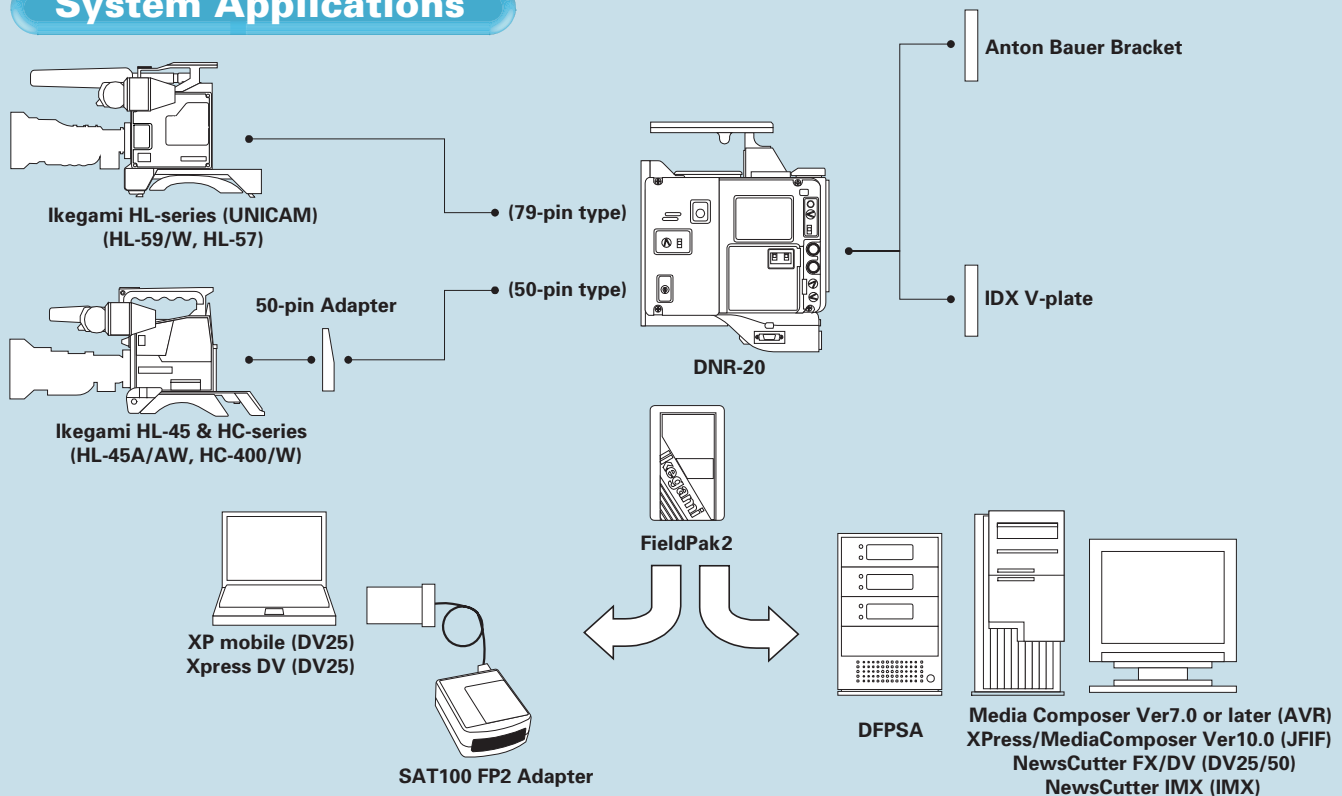 System Applications
Anton Bauer Bracket
Ikegami HL-series (UNICAM)
(HL-59/W, HL-57)
(79-pin type)
50-pin Adapter
(50-pin type)
IDX V-plate
DNR-20
Ikegami HL-45 & HC-series
(HL-45A/AW, HC-400/W)
Ikegami
FieldPak2
XP mobile (DV25)
Xpress DV (DV25)
SAT100 FP2 Adapter
DFPSA
Media Composer Ver7.0 or later (AVR)
XPress/MediaComposer Ver10.0 (JFIF)
NewsCutter FX/DV (DV25/50)
NewsCutter IMX (IMX)